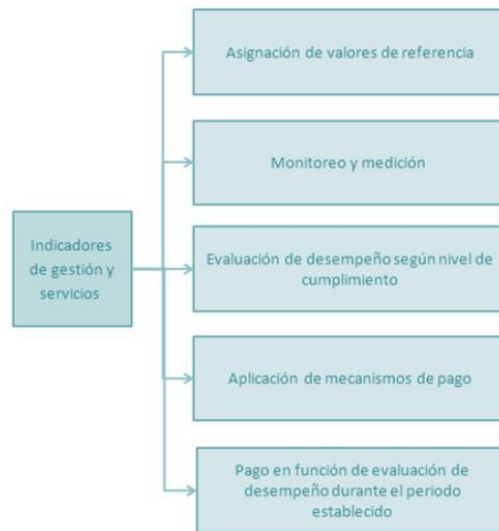 Asignación de valores de referencia
Monitoreo y medición
Indicadores
de gestión y
servicios
Evaluación de desempeño según nivel de
cumplimiento
Aplicación de mecanismos de pago
Pago en función de evaluación de
desempeño durante el periodo
establecido